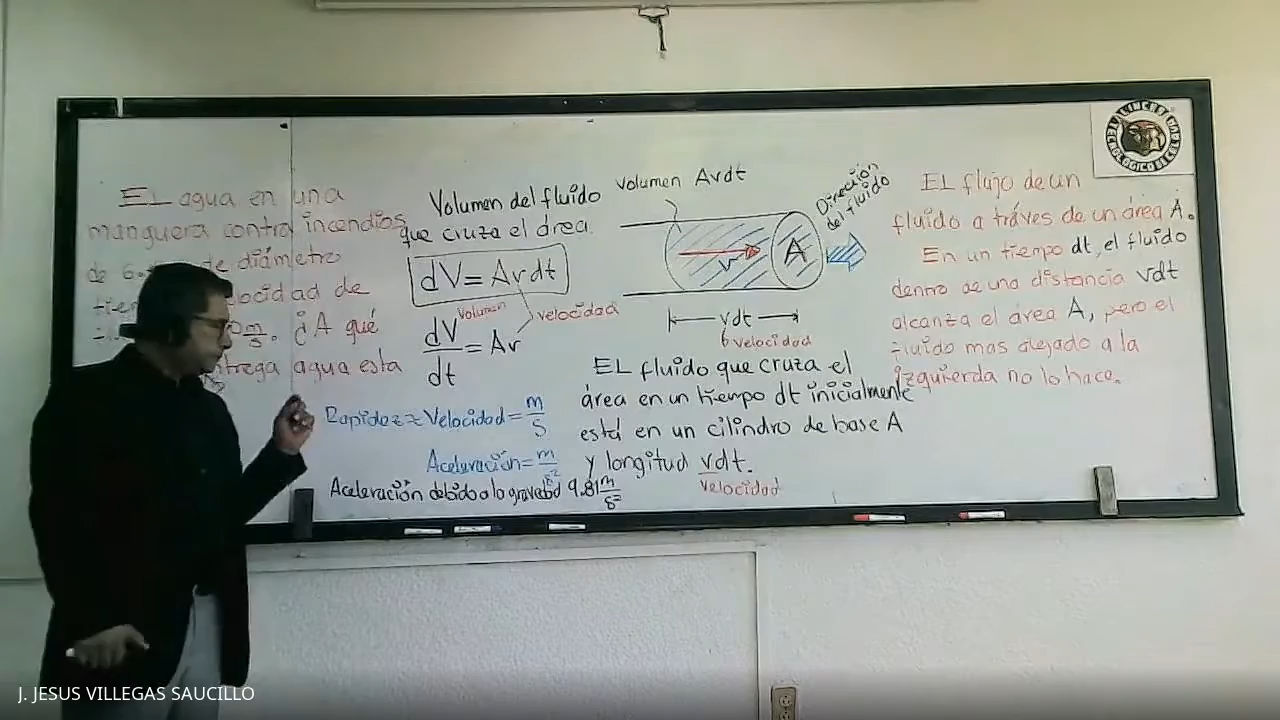 EL agua en una
manguera contra incendios
de 6. de diámetro
locidad de
m/s. ¿A qué
trega agua esta
Volumen del fluido
que cruza el área.
dV = Avdt
Volumen
velocidad
dV/dt = Av
Rapidez ≈ Velocidad = m/s
Aceleración = m/s²
Aceleración debido a la gravedad 9.81 m/s²
volumen Avdt
Dirección
del fluido
v
A
vdt
velocidad
EL fluido que cruza el
área en un tiempo dt inicialmente
está en un cilindro de base A
y longitud vdt.
velocidad
EL flujo de un
fluido a tráves de un área A.
En un tiempo dt, el fluido
dentro de una distancia vdt
alcanza el área A, pero el
fluido mas alejado a la
izquierda no lo hace.
J. JESUS VILLEGAS SAUCILLO